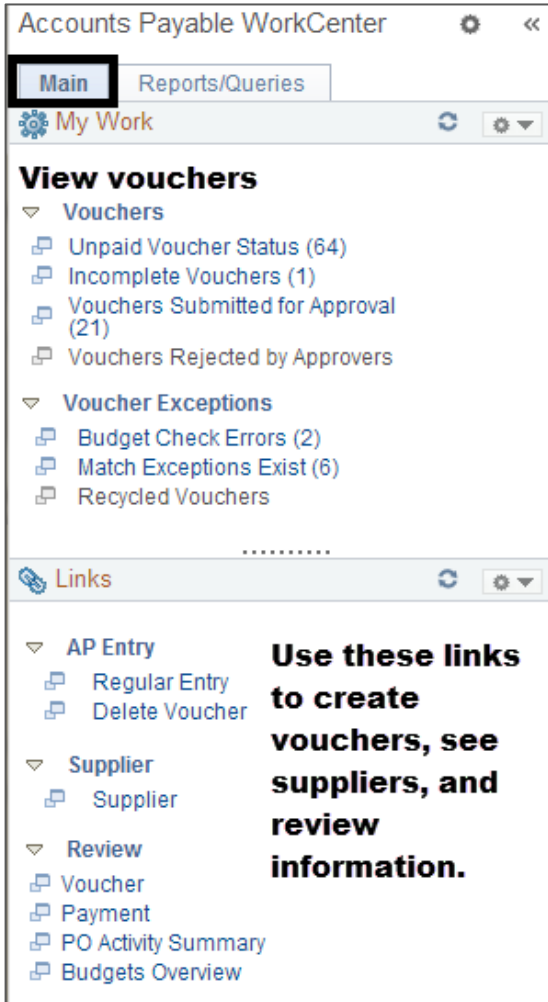 Accounts Payable WorkCenter
Main
Reports/Queries
My Work
View vouchers
Vouchers
Unpaid Voucher Status (64)
Incomplete Vouchers (1)
Vouchers Submitted for Approval
(21)
Vouchers Rejected by Approvers
Voucher Exceptions
Budget Check Errors (2)
Match Exceptions Exist (6)
Recycled Vouchers
Links
AP Entry
Regular Entry
Delete Voucher
Supplier
Supplier
Review
Voucher
Payment
PO Activity Summary
Budgets Overview
Use these links
to create
vouchers, see
suppliers, and
review
information.